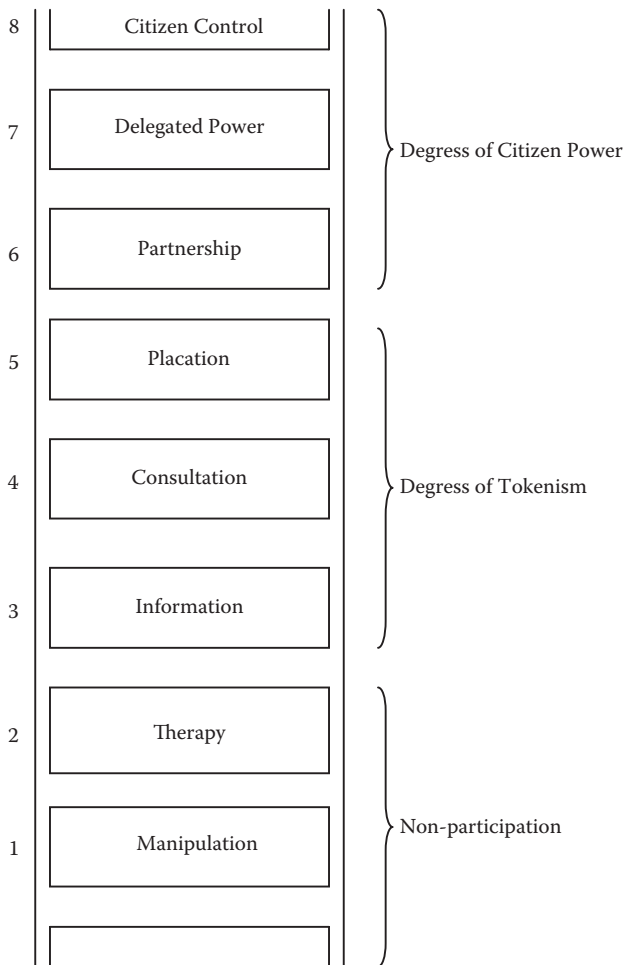 8 Citizen Control
7 Delegated Power
Degress of Citizen Power
6 Partnership
5 Placation
4 Consultation
Degress of Tokenism
3 Information
2 Therapy
Non-participation
1 Manipulation